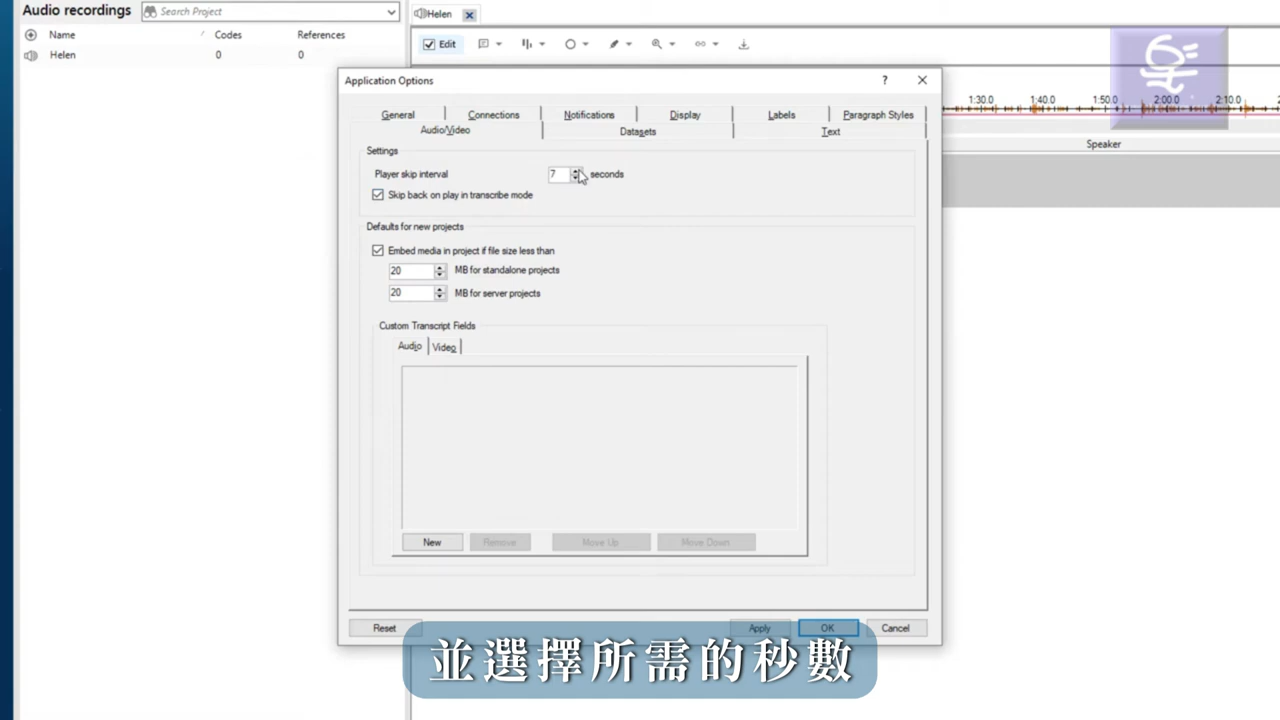 Audio recordings
Search Project
Name Codes References
Helen 0 0
Helen
Edit
Application Options
General Connections Notifications Display Labels Paragraph Styles
Audio/Video Datasets Text
Settings
Player skip interval 7 seconds
Skip back on play in transcribe mode
Defaults for new projects
Embed media in project if file size less than
20 MB for standalone projects
20 MB for server projects
Custom Transcript Fields
Audio Video
New Remove Move Up Move Down
Reset Apply OK Cancel
1:30.0 1:40.0 1:50.0 2:00.0 2:10.0
Speaker
並選擇所需的秒數